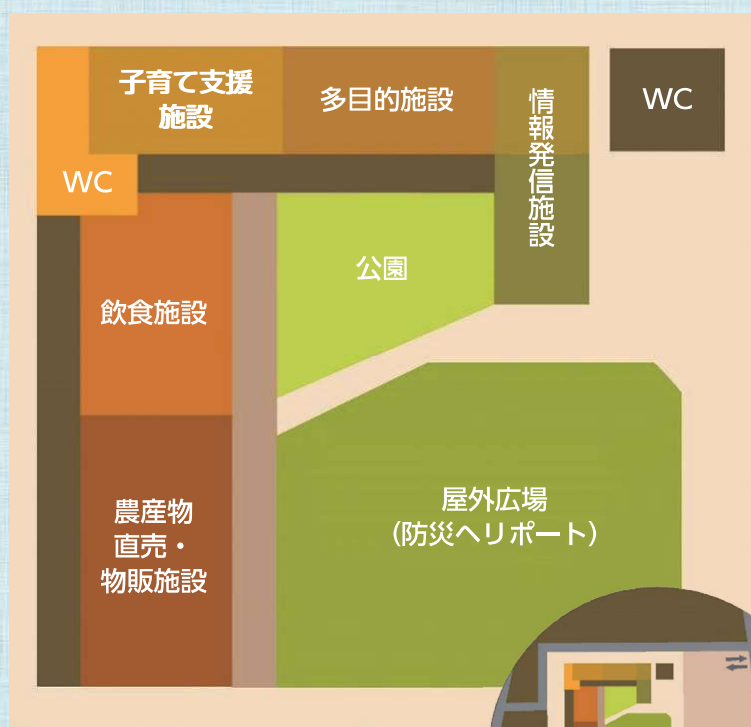 子育て支援
施設
多目的施設
情報発信施設
WC
WC
公園
飲食施設
農産物
直売・
物販施設
屋外広場
（防災ヘリポート）